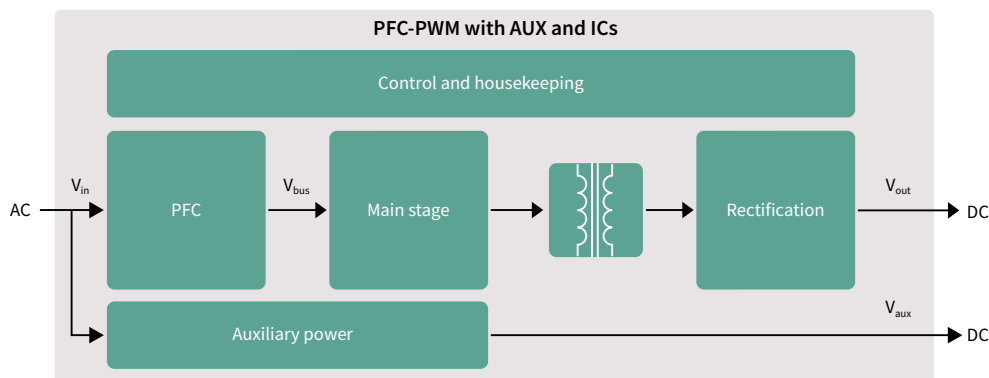 PFC-PWM with AUX and ICs
Control and housekeeping
AC
Vin
PFC
Vbus
Main stage
Rectification
Vout
DC
Auxiliary power
Vaux
DC